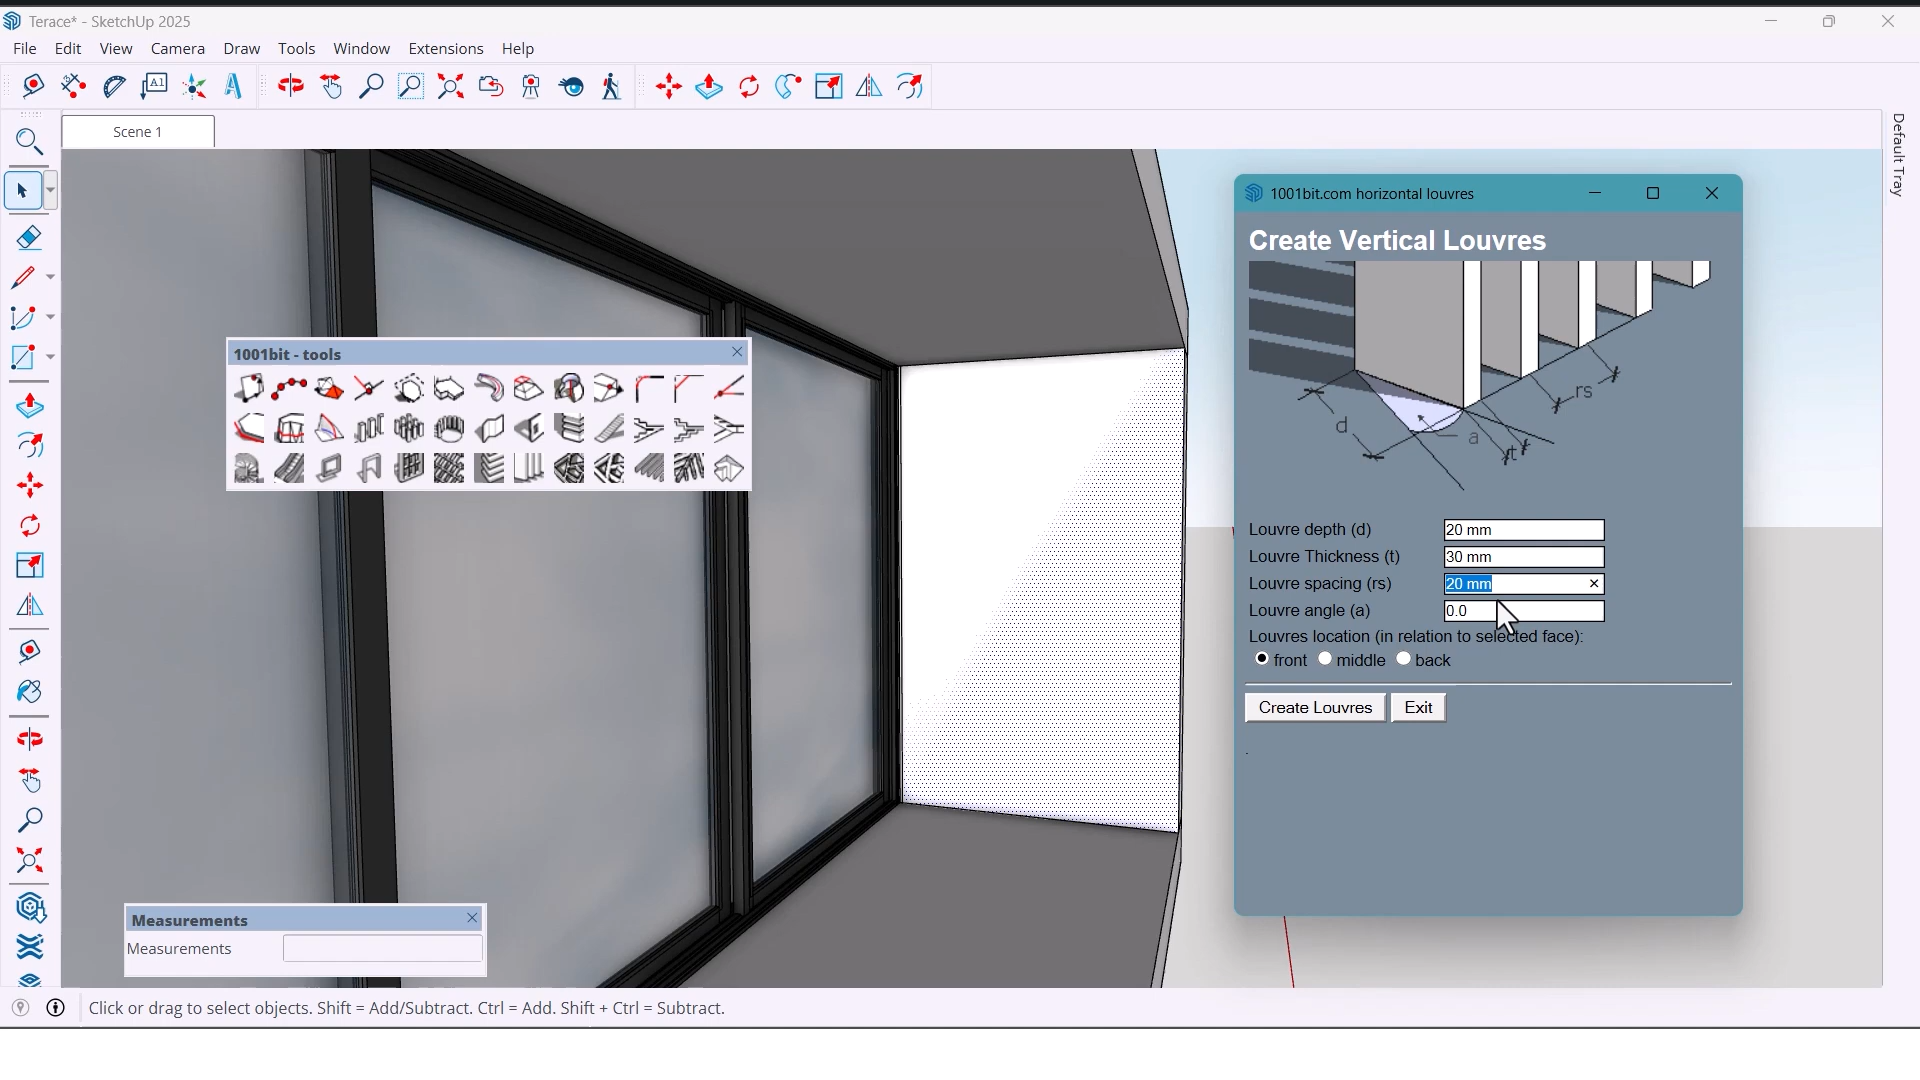 Terace* - SketchUp 2025
File Edit View Camera Draw Tools Window Extensions Help
A1
Scene 1
Default Tray
1001bit.com horizontal louvres
Create Vertical Louvres
rs
d
a
t
1001bit - tools
Louvre depth (d) 20 mm
Louvre Thickness (t) 30 mm
Louvre spacing (rs) 20 mm
Louvre angle (a) 0.0
Louvres location (in relation to selected face):
front middle back
Create Louvres Exit
.
Measurements
Measurements
Click or drag to select objects. Shift = Add/Subtract. Ctrl = Add. Shift + Ctrl = Subtract.